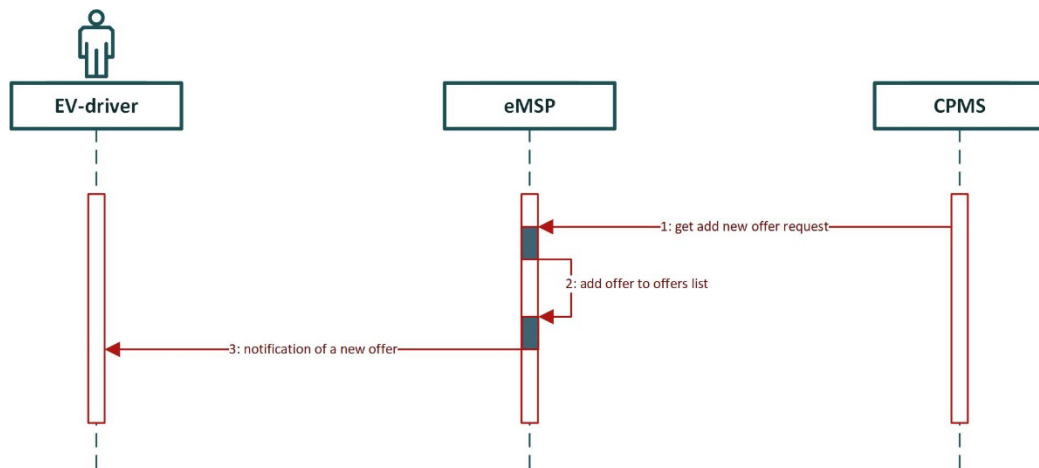 EV-driver
eMSP
CPMS
1: get add new offer request
2: add offer to offers list
3: notification of a new offer